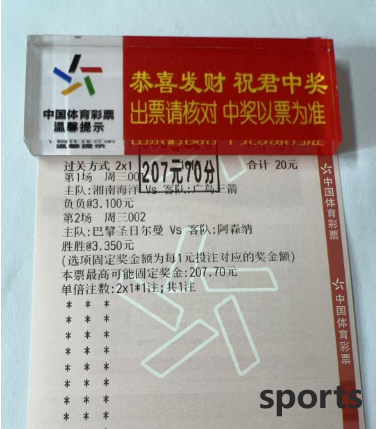 恭喜发财 祝君中奖
出票请核对 中奖以票为准
中国体育彩票
温馨提示
过关方式 2x1
合计 20元
207元70分
第1场 周三00
主队:湘南海洋 Vs 客队:广岛三箭
负负@3.100元
第2场 周三002
主队:巴黎圣日尔曼 Vs 客队:阿森纳
胜胜@3.350元
(选项固定奖金额为每1元投注对应的奖金额)
本票最高可能固定奖金:207.70元
单倍注数:2x1*1注;共1注
* * *
* * *
* * *
* * *
* * *
* * *
* * *
中国体育彩票
中国体育彩票
sports